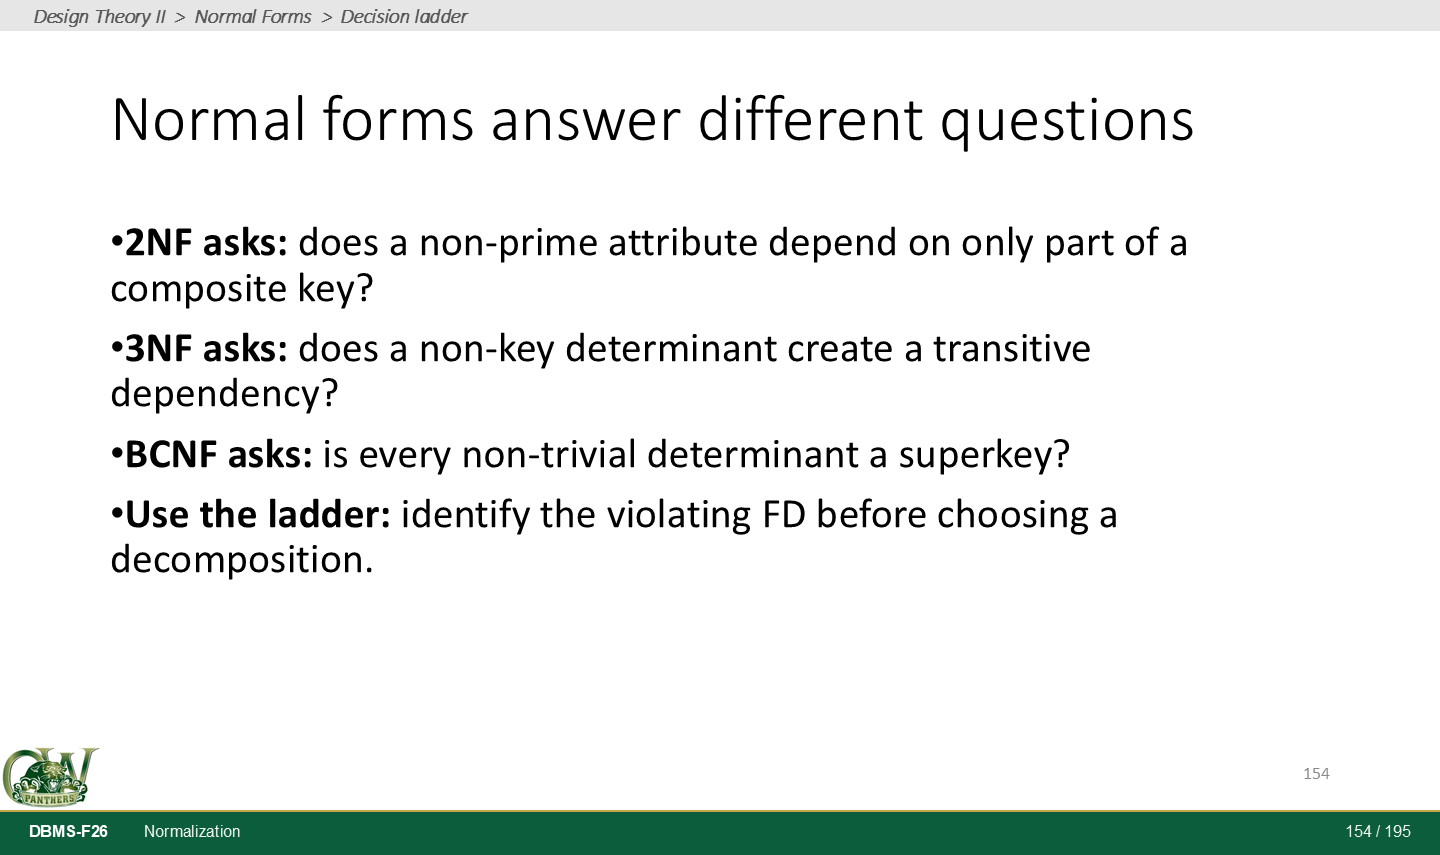 Design Theory II > Normal Forms > Decision ladder
Normal forms answer different questions
•2NF asks: does a non-prime attribute depend on only part of a
composite key?
•3NF asks: does a non-key determinant create a transitive
dependency?
•BCNF asks: is every non-trivial determinant a superkey?
•Use the ladder: identify the violating FD before choosing a
decomposition.
OW
PANTHERS
154
DBMS-F26 Normalization 154 / 195